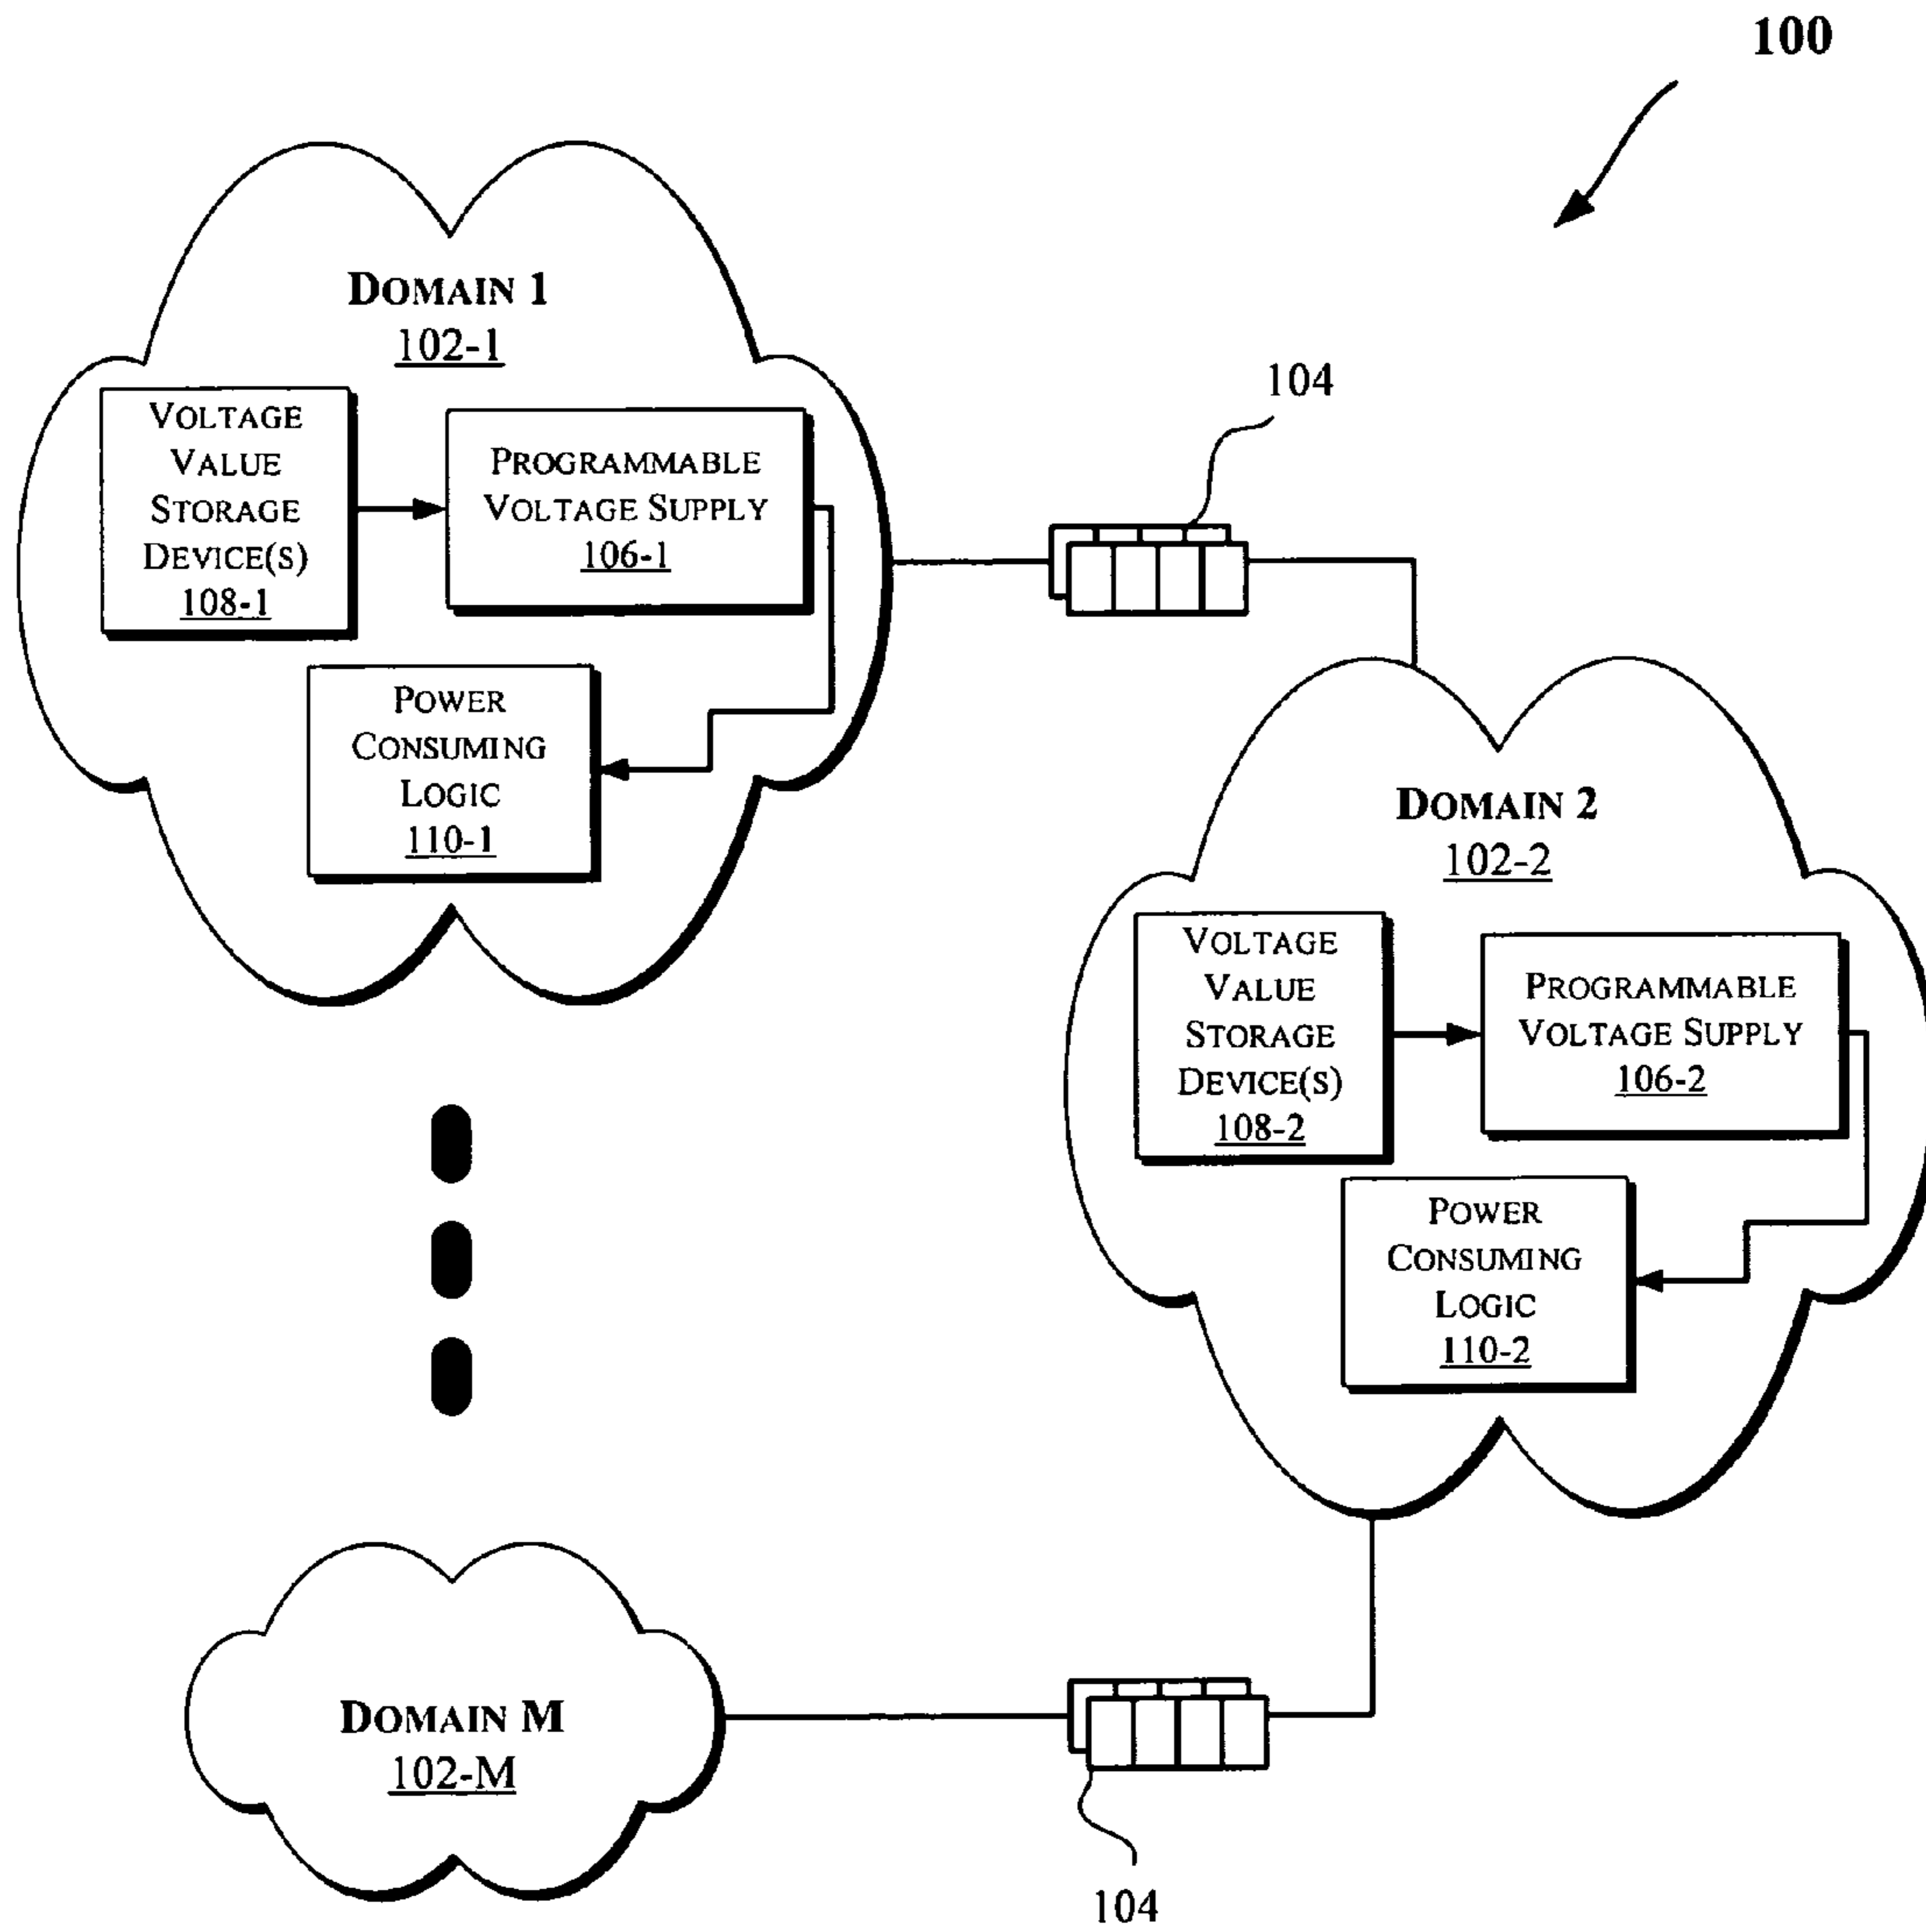 100
DOMAIN 1
102-1
VOLTAGE
VALUE
STORAGE
DEVICE(S)
108-1
PROGRAMMABLE
VOLTAGE SUPPLY
106-1
POWER
CONSUMING
LOGIC
110-1
104
DOMAIN 2
102-2
VOLTAGE
VALUE
STORAGE
DEVICE(S)
108-2
PROGRAMMABLE
VOLTAGE SUPPLY
106-2
POWER
CONSUMING
LOGIC
110-2
DOMAIN M
102-M
104